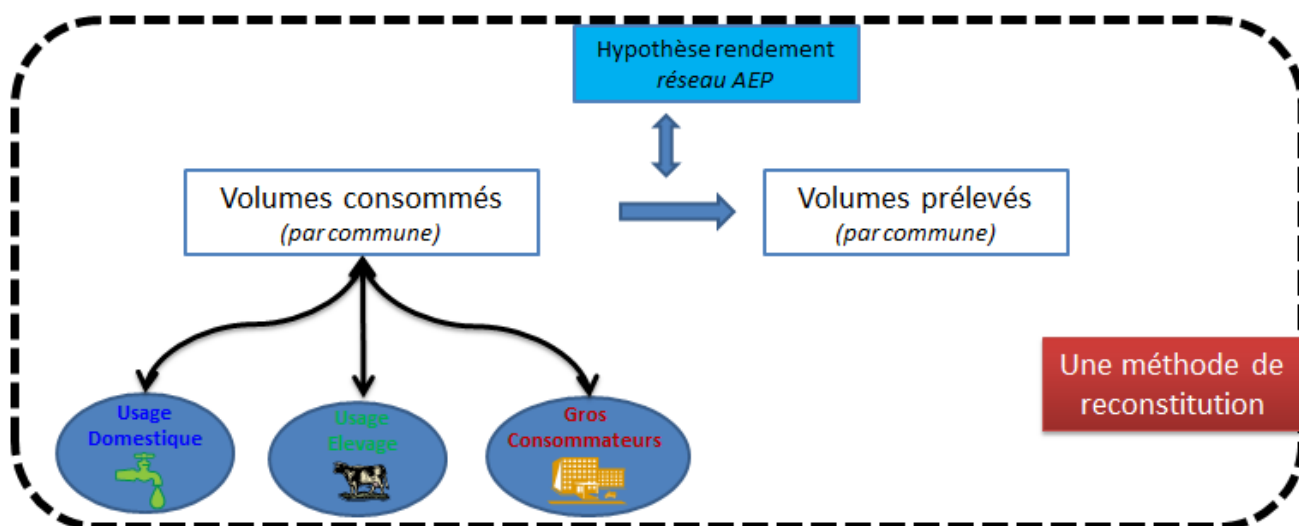 Hypothèse rendement
réseau AEP
Volumes consommés
(par commune)
Volumes prélevés
(par commune)
Une méthode de
reconstitution
Usage
Domestique
Usage
Elevage
Gros
Consommateurs